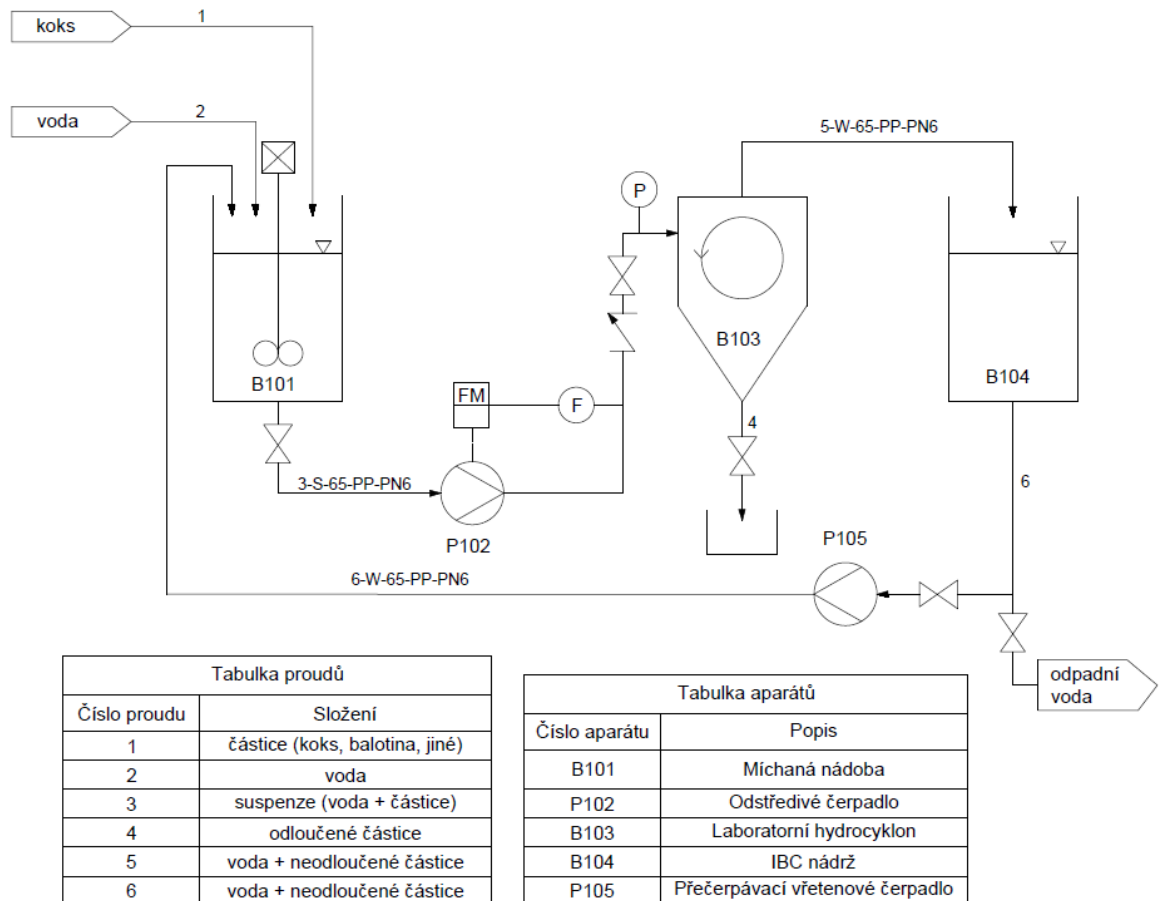 koks
1
voda
2
5-W-65-PP-PN6
P
B103
B101
B104
FM
F
4
3-S-65-PP-PN6
6
P102
P105
6-W-65-PP-PN6
odpadní
voda
Tabulka proudů
Číslo proudu Složení
1 částice (koks, balotina, jiné)
2 voda
3 suspenze (voda + částice)
4 odloučené částice
5 voda + neodloučené částice
6 voda + neodloučené částice
Tabulka aparátů
Číslo aparátu Popis
B101 Míchaná nádoba
P102 Odstředivé čerpadlo
B103 Laboratorní hydrocyklon
B104 IBC nádrž
P105 Přečerpávací vřetenové čerpadlo